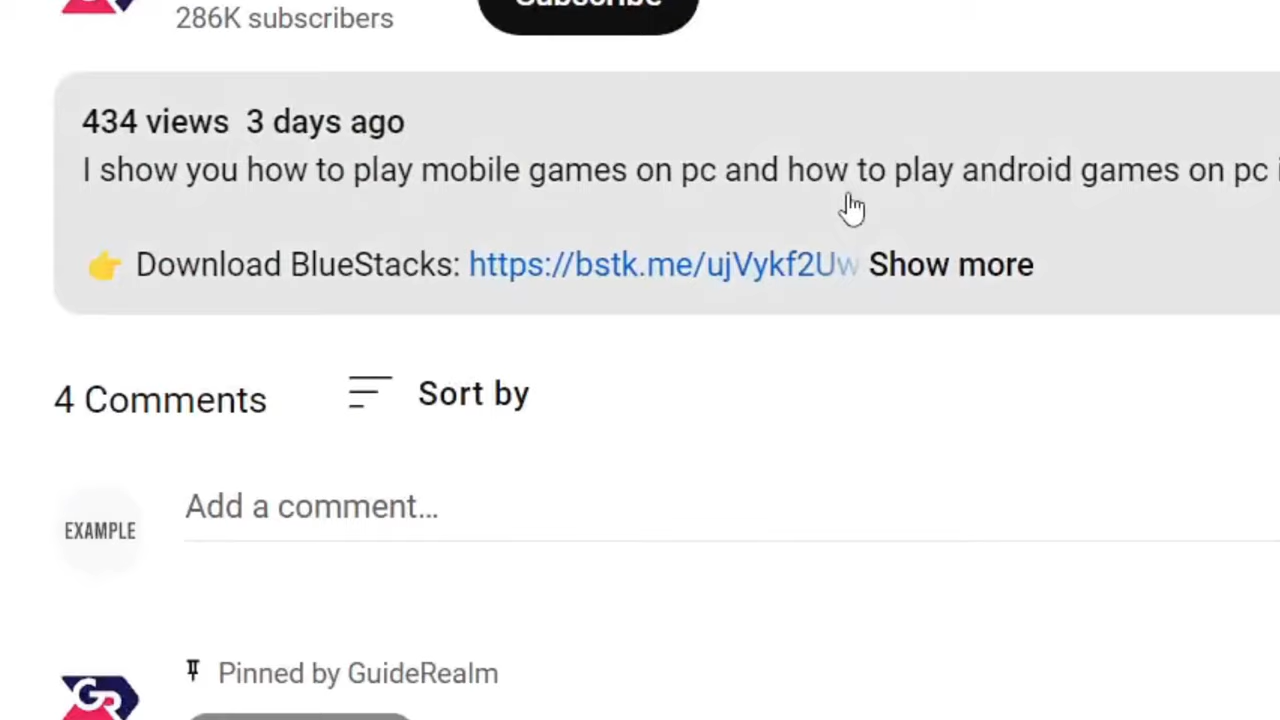 Subscribe
286K subscribers
434 views 3 days ago
I show you how to play mobile games on pc and how to play android games on pc
👉 Download BlueStacks: https://bstk.me/ujVykf2Uw Show more
4 Comments
Sort by
EXAMPLE
Add a comment...
Pinned by GuideRealm
GR